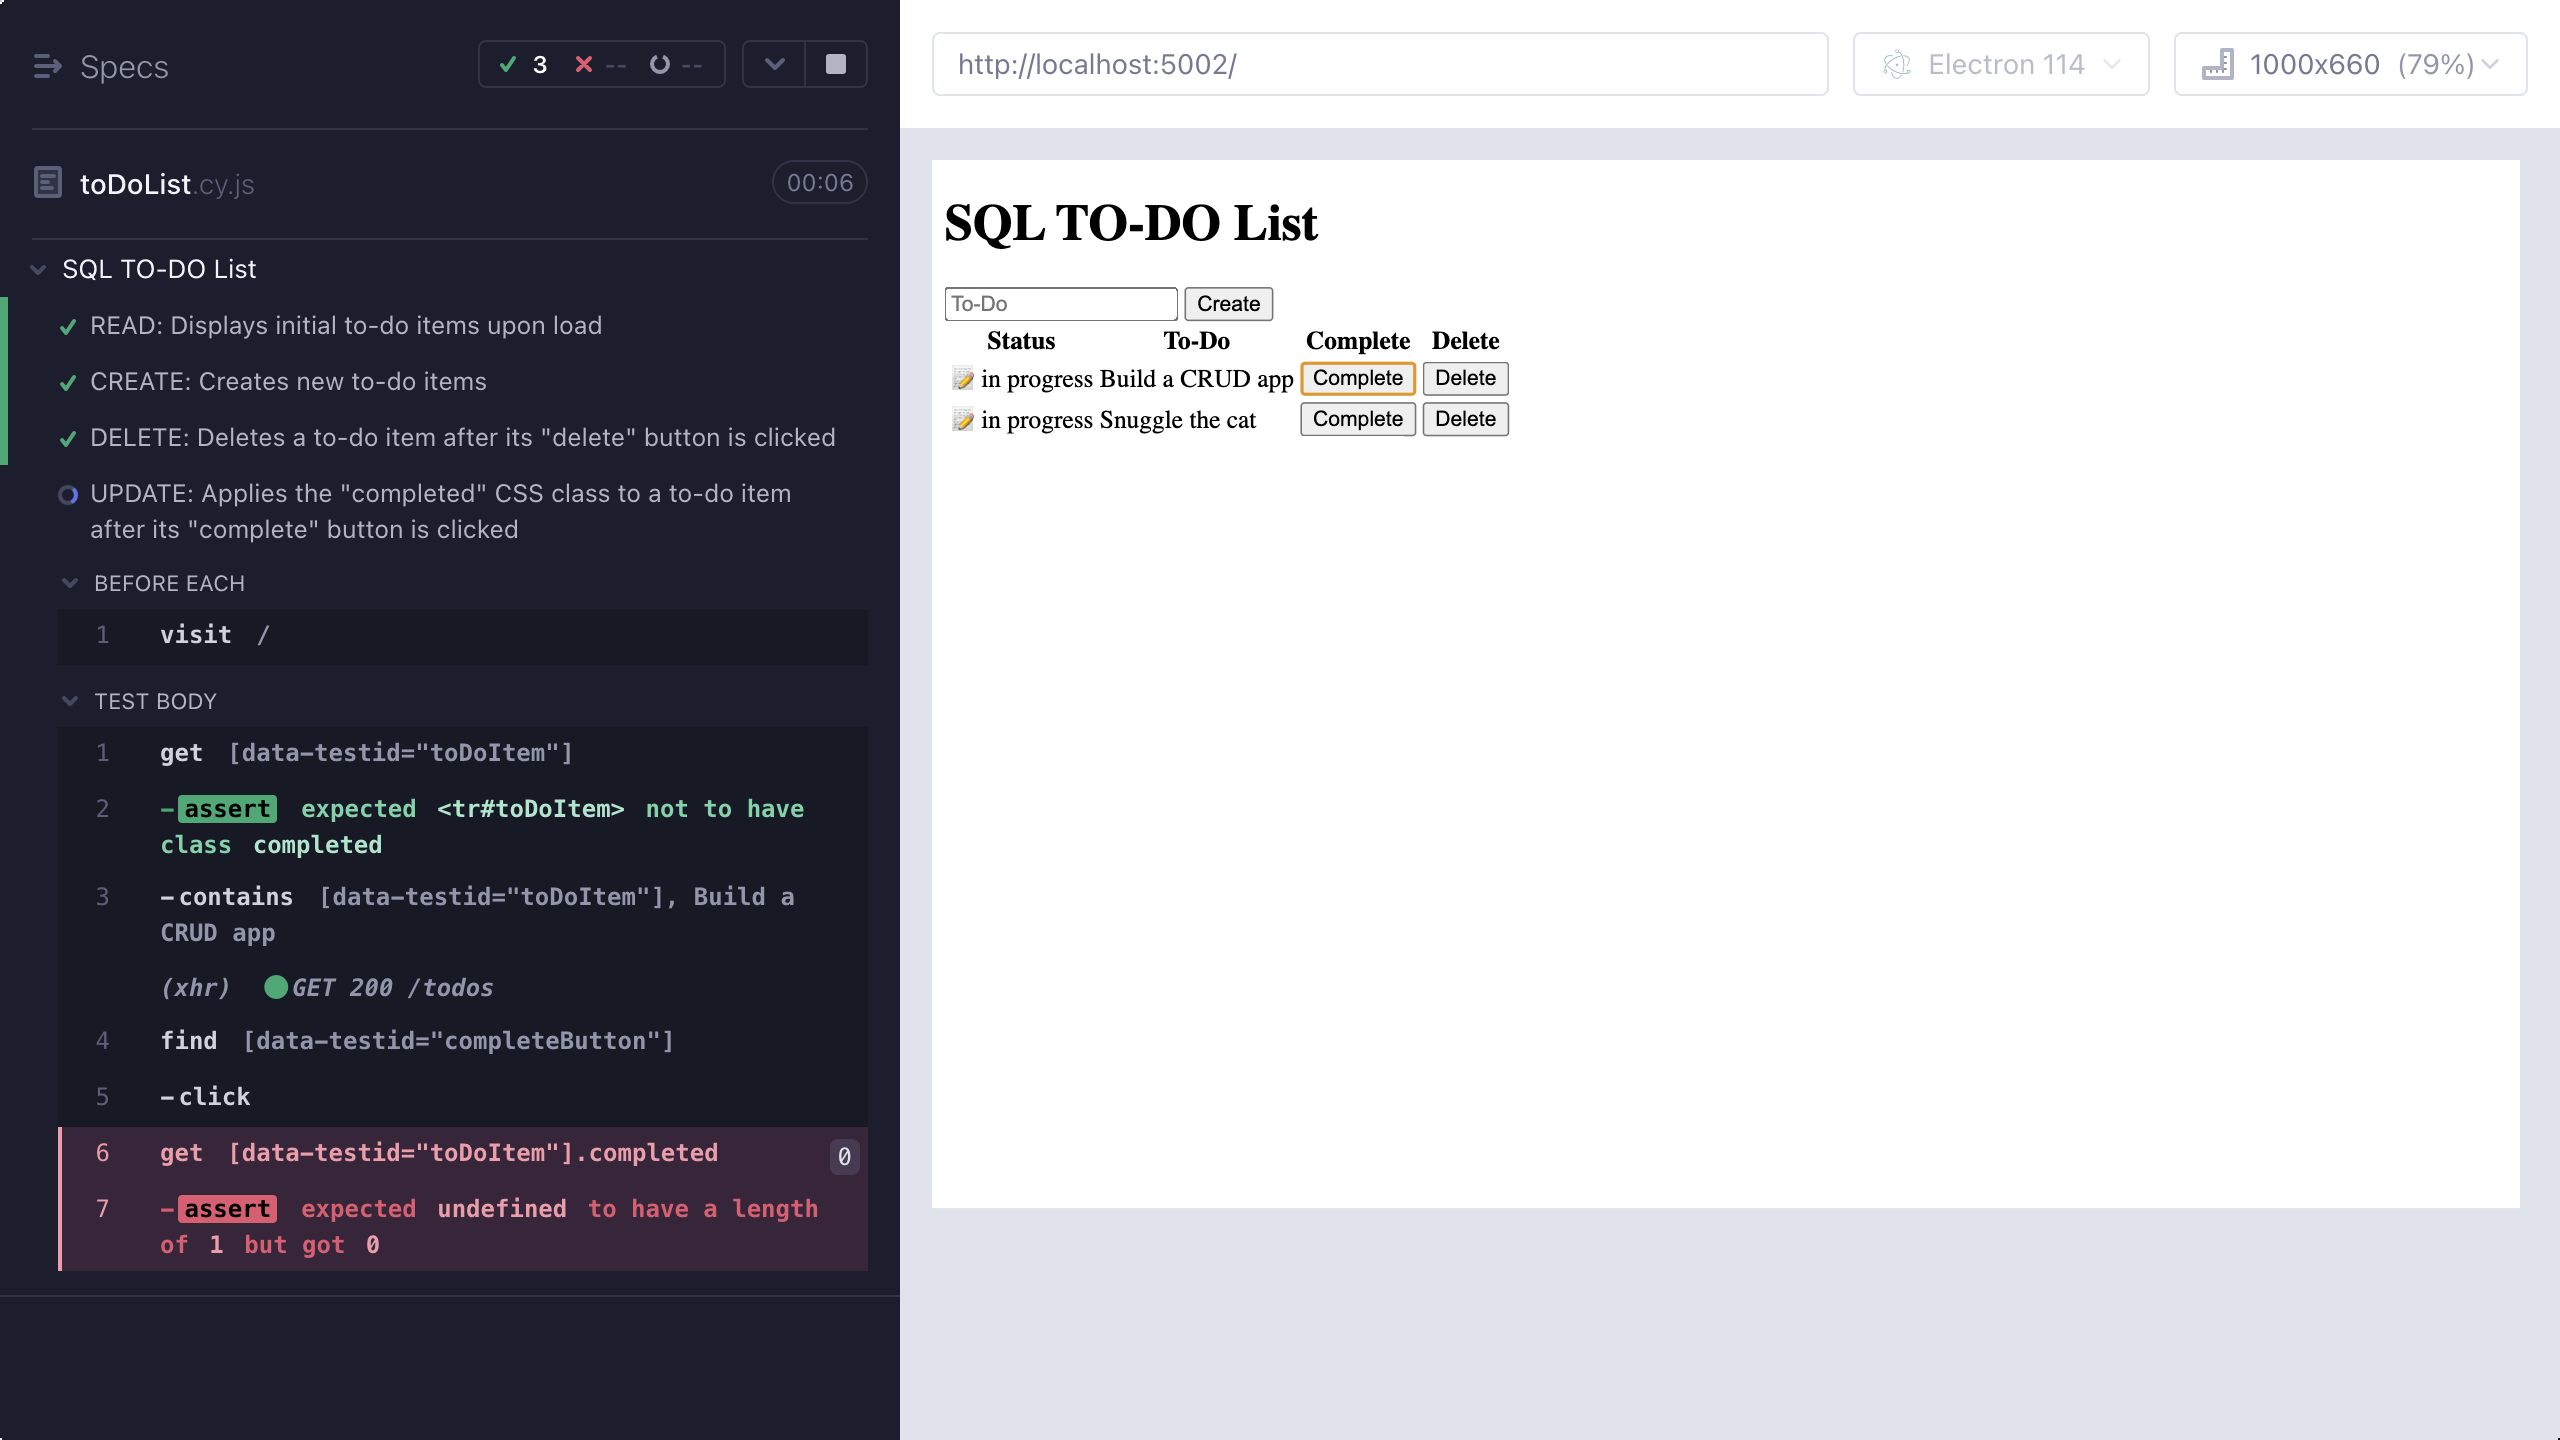 Specs
3 -- --
toDoList.cy.js
00:06
SQL TO-DO List
READ: Displays initial to-do items upon load
CREATE: Creates new to-do items
DELETE: Deletes a to-do item after its "delete" button is clicked
UPDATE: Applies the "completed" CSS class to a to-do item
after its "complete" button is clicked
BEFORE EACH
1 visit /
TEST BODY
1 get [data-testid="toDoItem"]
2 -assert expected <tr#toDoItem> not to have
class completed
3 -contains [data-testid="toDoItem"], Build a
CRUD app
(xhr) GET 200 /todos
4 find [data-testid="completeButton"]
5 -click
6 get [data-testid="toDoItem"].completed 0
7 -assert expected undefined to have a length
of 1 but got 0
http://localhost:5002/
Electron 114
1000x660 (79%)
SQL TO-DO List
To-Do Create
Status To-Do Complete Delete
📝 in progress Build a CRUD app Complete Delete
📝 in progress Snuggle the cat Complete Delete